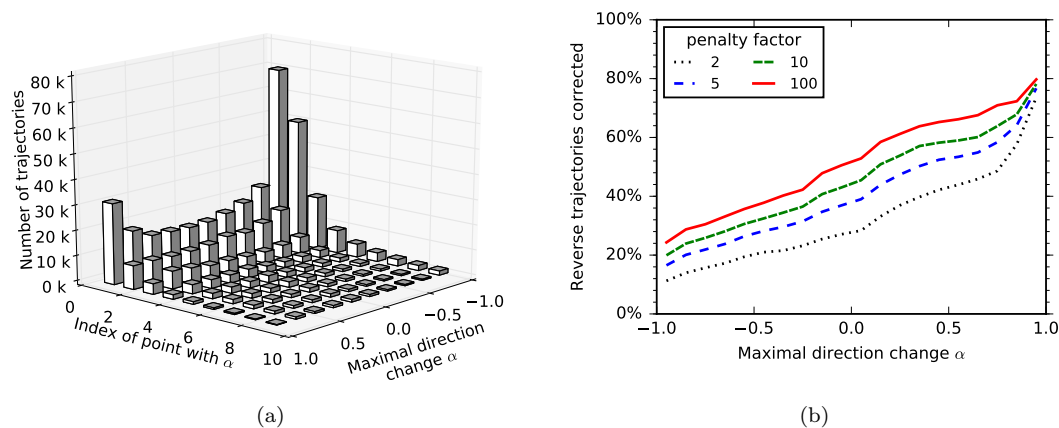 80 k
70 k
60 k
50 k
40 k
30 k
20 k
10 k
0 k
Number of trajectories
0
2
4
6
8
10
Index of point with α
1.0
0.5
0.0
−0.5
−1.0
Maximal direction
change α
(a)
100%
80%
60%
40%
20%
0%
Reverse trajectories corrected
penalty factor
2
10
5
100
−1.0
−0.5
0.0
0.5
1.0
Maximal direction change α
(b)